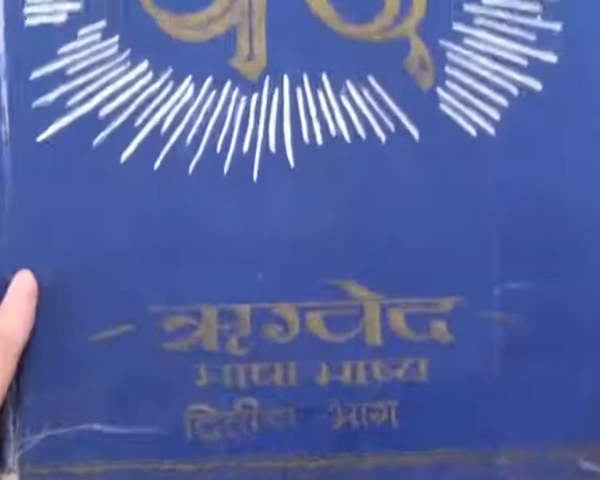 वेद
ऋग्वेद
भाषा भाष्य
द्वितीय भाग